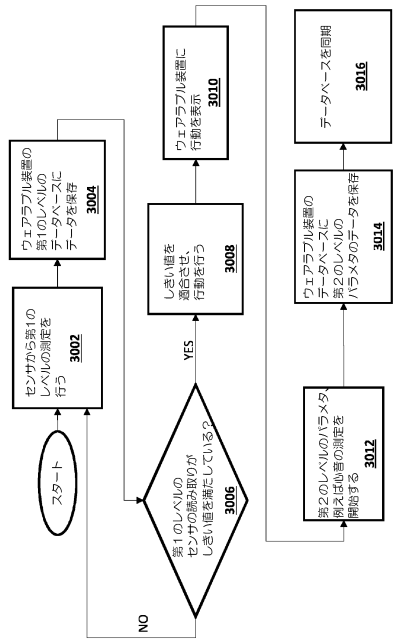 スタート
センサから第1の
レベルの測定を
行う
3002
ウェアラブル装置の
第1のレベルの
データベースに
データを保存
3004
第1のレベルの
センサの読み取りが
しきい値を満たしている?
3006
NO
YES
しきい値を
適合させ、
行動を行う
3008
ウェアラブル装置に
行動を表示
3010
第2のレベルのパラメタ、
例えば心音の測定を
開始する
3012
ウェアラブル装置の
データベースに
第2のレベルの
パラメタのデータを保存
3014
データベースを同期
3016